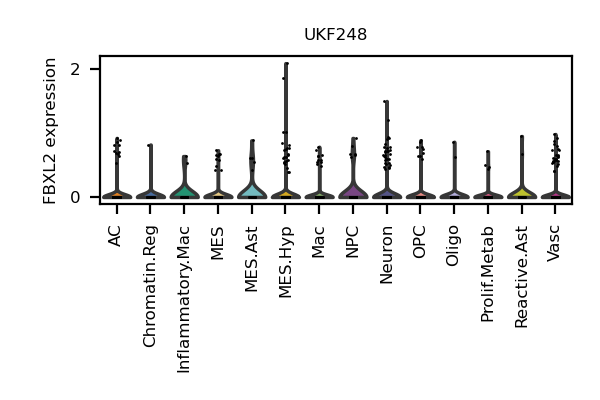 UKF248
FBXL2 expression
2
0
AC
Chromatin.Reg
Inflammatory.Mac
MES
MES.Ast
MES.Hyp
Mac
NPC
Neuron
OPC
Oligo
Prolif.Metab
Reactive.Ast
Vasc